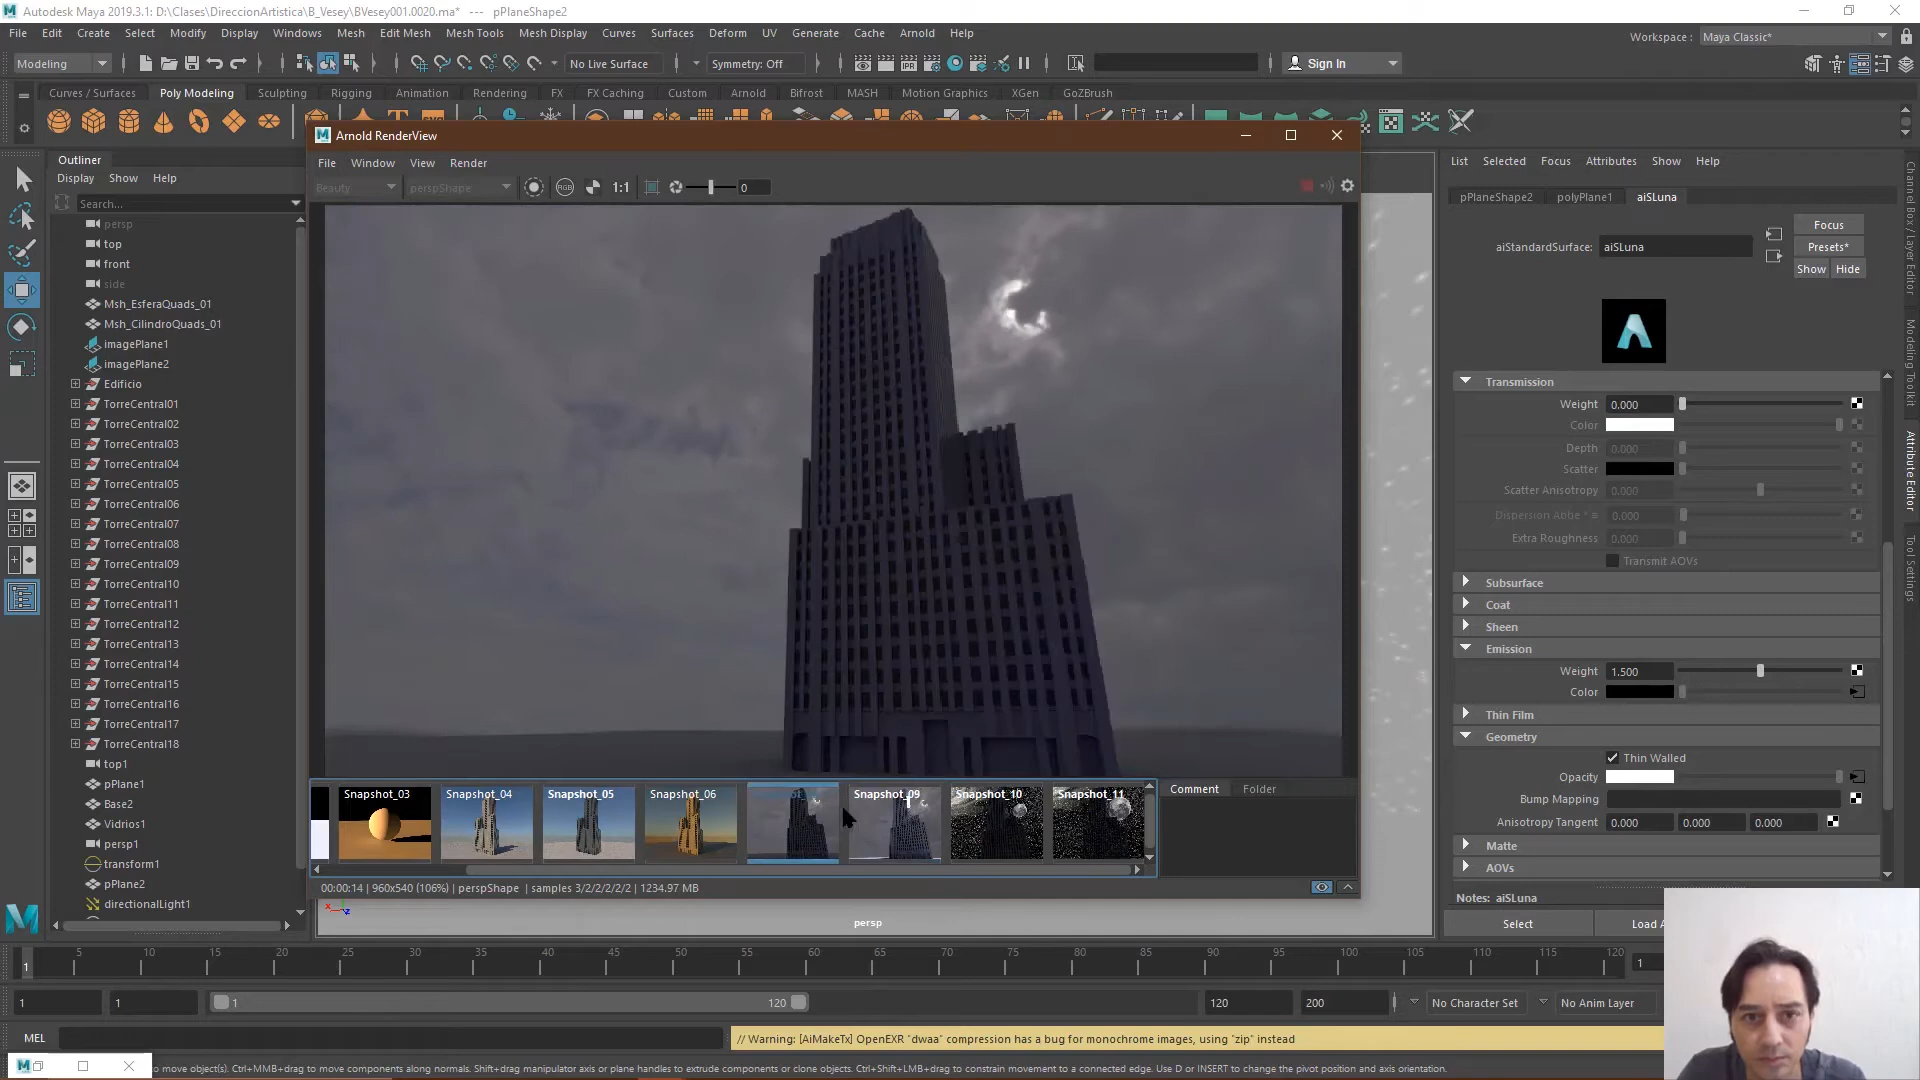 Autodesk Maya 2019.3.1: D:\Clases\DireccionArtistica\B_Vesey\BVesey001.0020.ma* --- pPlaneShape2
File Edit Create Select Modify Display Windows Mesh Edit Mesh Mesh Tools Mesh Display Curves Surfaces Deform UV Generate Cache Arnold Help
Workspace : Maya Classic*
Modeling No Live Surface Symmetry: Off Sign In
Curves / Surfaces Poly Modeling Sculpting Rigging Animation Rendering FX FX Caching Custom Arnold Bifrost MASH Motion Graphics XGen GoZBrush
Arnold RenderView
File Window View Render
Beauty perspShape RGB 1:1 0
Outliner
Display Show Help
Search...
persp
top
front
side
Msh_EsferaQuads_01
Msh_CilindroQuads_01
imagePlane1
imagePlane2
Edificio
TorreCentral01
TorreCentral02
TorreCentral03
TorreCentral04
TorreCentral05
TorreCentral06
TorreCentral07
TorreCentral08
TorreCentral09
TorreCentral10
TorreCentral11
TorreCentral12
TorreCentral13
TorreCentral14
TorreCentral15
TorreCentral16
TorreCentral17
TorreCentral18
top1
pPlane1
Base2
Vidrios1
persp1
transform1
pPlane2
directionalLight1
Snapshot_03 Snapshot_04 Snapshot_05 Snapshot_06 Snapshot_09 Snapshot_10 Snapshot_11
Comment Folder
00:00:14 | 960x540 (106%) | perspShape | samples 3/2/2/2/2/2 | 1234.97 MB
persp
List Selected Focus Attributes Show Help
pPlaneShape2 polyPlane1 aiSLuna
Focus
aiStandardSurface: aiSLuna Presets*
Show Hide
Transmission
Weight 0.000
Color
Depth 0.000
Scatter
Scatter Anisotropy 0.000
Dispersion Abbe 0.000
Extra Roughness 0.000
Transmit AOVs
Subsurface
Coat
Sheen
Emission
Weight 1.500
Color
Thin Film
Geometry
Thin Walled
Opacity
Bump Mapping
Anisotropy Tangent 0.000 0.000 0.000
Matte
AOVs
Notes: aiSLuna
Select Load A
Channel Box / Layer Editor
Modeling Toolkit
Attribute Editor
Tool Settings
5 10 15 20 25 30 35 40 45 50 55 60 65 70 75 80 85 90 95 100 105 110 115 120
1 1
1 1 1 120 120 200 No Character Set No Anim Layer
MEL // Warning: [AiMakeTx] OpenEXR "dwaa" compression has a bug for monochrome images, using "zip" instead
to move object(s). Ctrl+MMB+drag to move components along normals. Shift+drag manipulator axis or plane handles to extrude components or clone objects. Ctrl+Shift+LMB+drag to constrain movement to a connected edge. Use D or INSERT to change the pivot position and axis orientation.